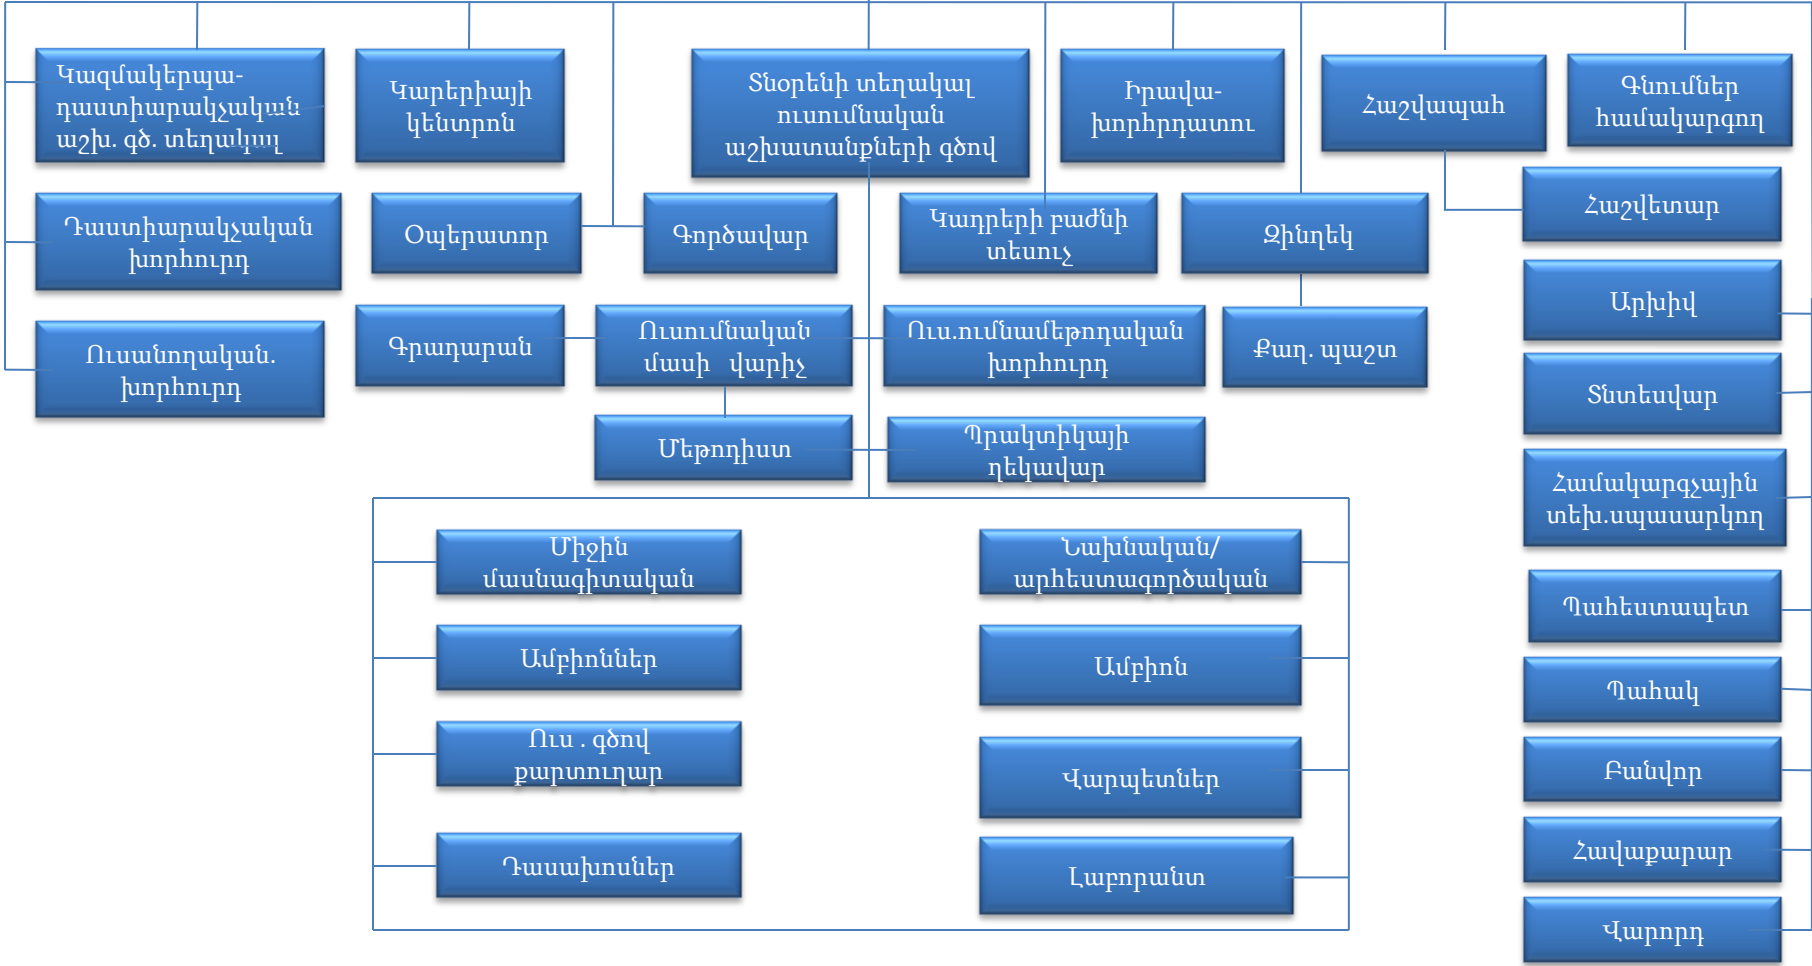 Կազմակերպա-
դաստիարակչական
աշխ. գծ. տեղակալ
Կարերիայի
կենտրոն
Տնօրենի տեղակալ
ուսումնական
աշխատանքների գծով
Իրավա-
խորհրդատու
Հաշվապահ
Գնումներ
համակարգող
Դաստիարակչական
խորհուրդ
Օպերատոր
Գործավար
Կադրերի բաժնի
տեսուչ
Զինղեկ
Հաշվետար
Ուսանողական.
խորհուրդ
Գրադարան
Ուսումնական
մասի վարիչ
Ուս.ումնամեթոդական
խորհուրդ
Քաղ. պաշտ
Արխիվ
Տնտեսվար
Մեթոդիստ
Պրակտիկայի
ղեկավար
Համակարգչային
տեխ.սպասարկող
Միջին
մասնագիտական
Նախնական/
արհեստագործական
Պահեստապետ
Ամբիոններ
Ամբիոն
Պահակ
Ուս . գծով
քարտուղար
Վարպետներ
Բանվոր
Դասախոսներ
Լաբորանտ
Հավաքարար
Վարորդ